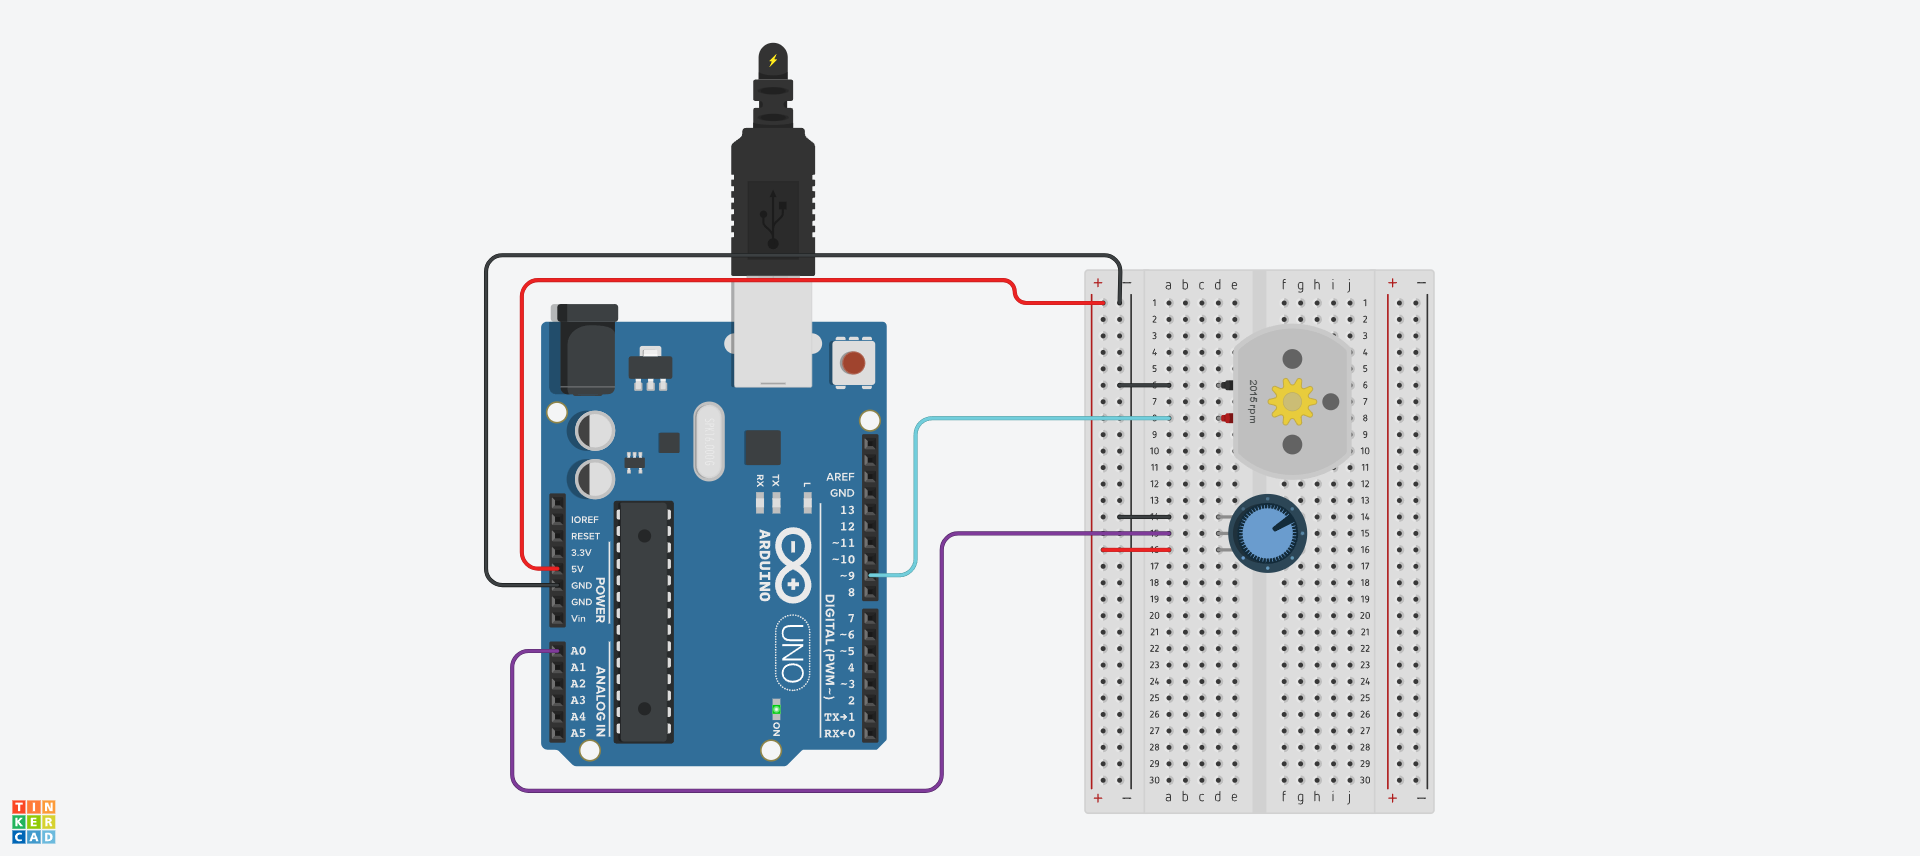 AREF
GND
13
12
~11
~10
~9
8
7
~6
~5
4
~3
2
TX→1
RX←0
DIGITAL (PWM ~)
IOREF
RESET
3.3V
5V
GND
GND
Vin
POWER
A0
A1
A2
A3
A4
A5
ANALOG IN
RX
TX
L
ARDUINO
UNO
ON
+ − a b c d e f g h i j + −
1 1
2 2
3 3
4 4
5 5
6 6
7 7
8 8
9 9
10 10
11 11
12 12
13 13
14 14
15 15
16 16
17 17
18 18
19 19
20 20
21 21
22 22
23 23
24 24
25 25
26 26
27 27
28 28
29 29
30 30
+ − a b c d e f g h i j + −
2015 rpm
TIN
KER
CAD